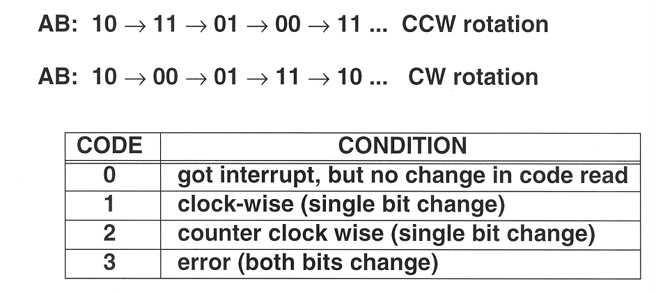 AB: 10 → 11 → 01 → 00 → 11 ... CCW rotation
AB: 10 → 00 → 01 → 11 → 10 ... CW rotation
CODE CONDITION
0 got interrupt, but no change in code read
1 clock-wise (single bit change)
2 counter clock wise (single bit change)
3 error (both bits change)